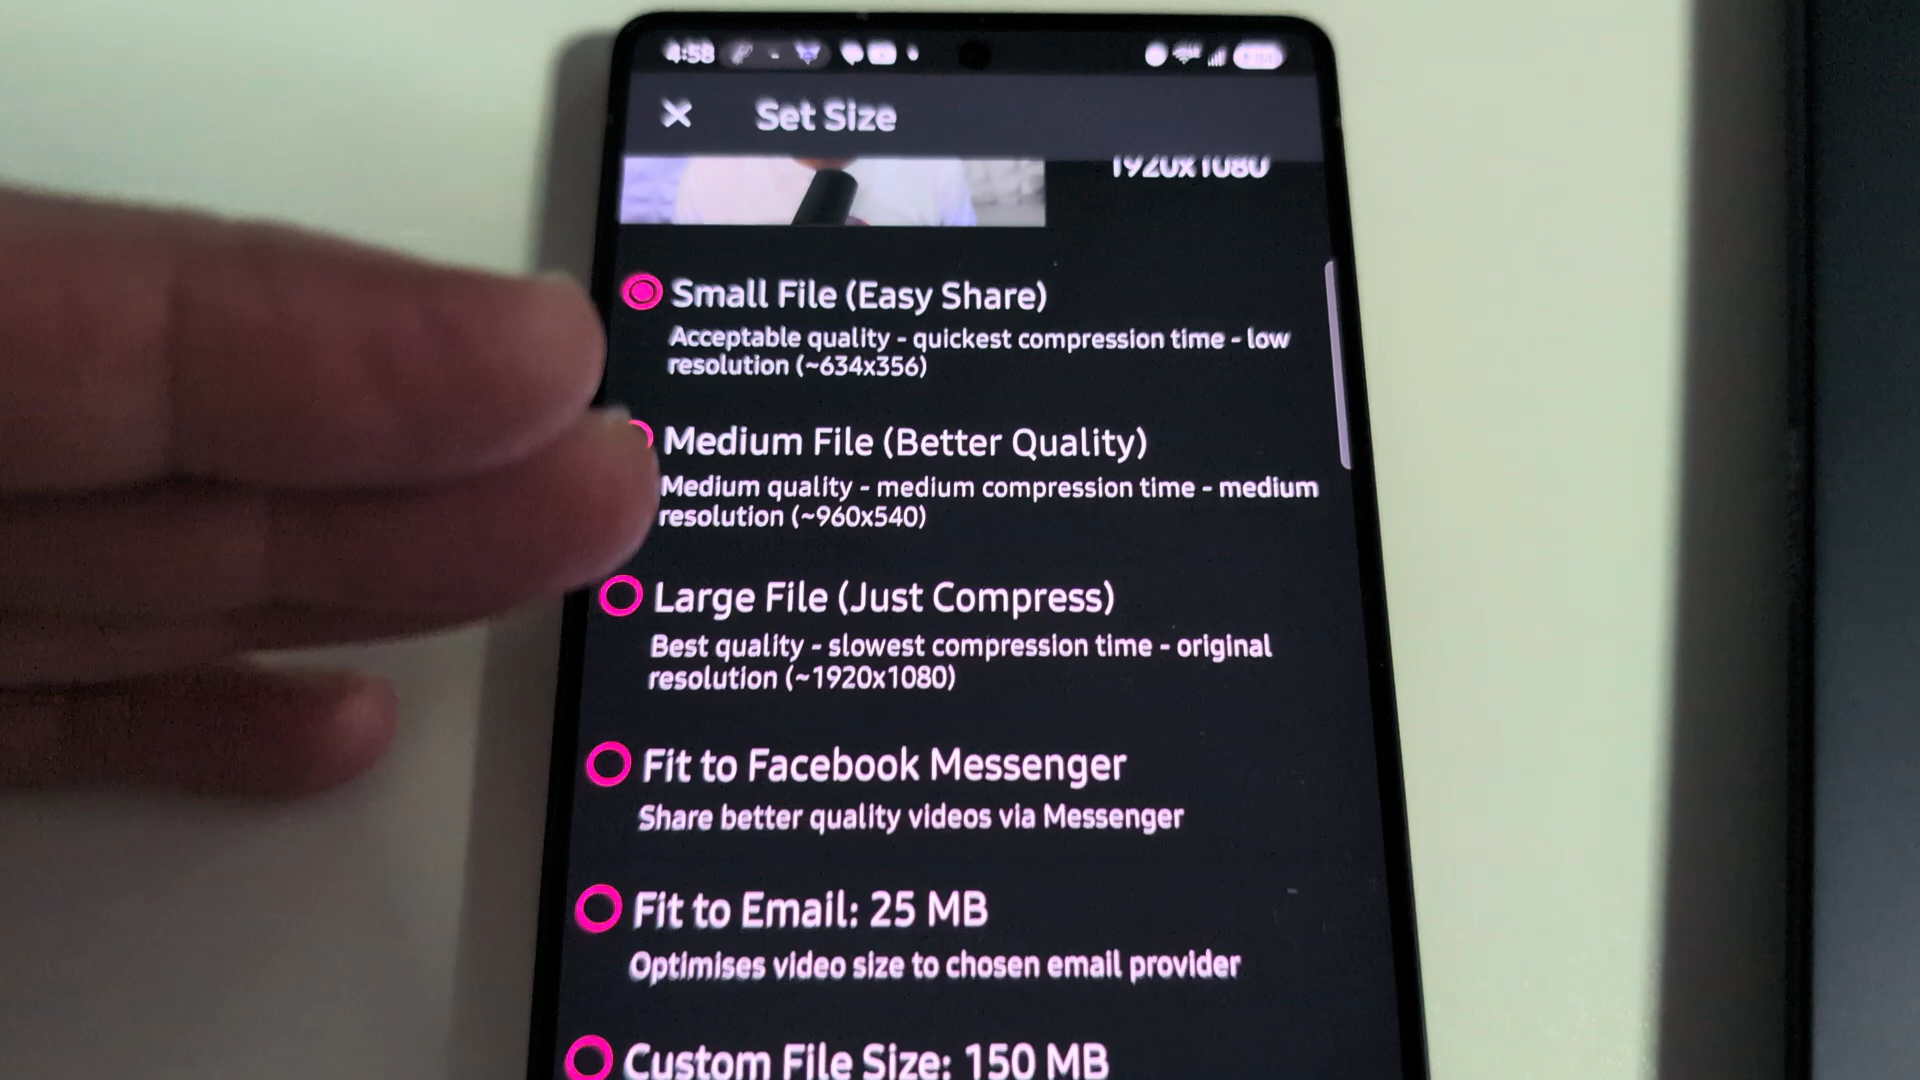 4:58
Set Size
1920x1080
Small File (Easy Share)
Acceptable quality - quickest compression time - low
resolution (~634x356)
Medium File (Better Quality)
Medium quality - medium compression time - medium
resolution (~960x540)
Large File (Just Compress)
Best quality - slowest compression time - original
resolution (~1920x1080)
Fit to Facebook Messenger
Share better quality videos via Messenger
Fit to Email: 25 MB
Optimises video size to chosen email provider
Custom File Size: 150 MB